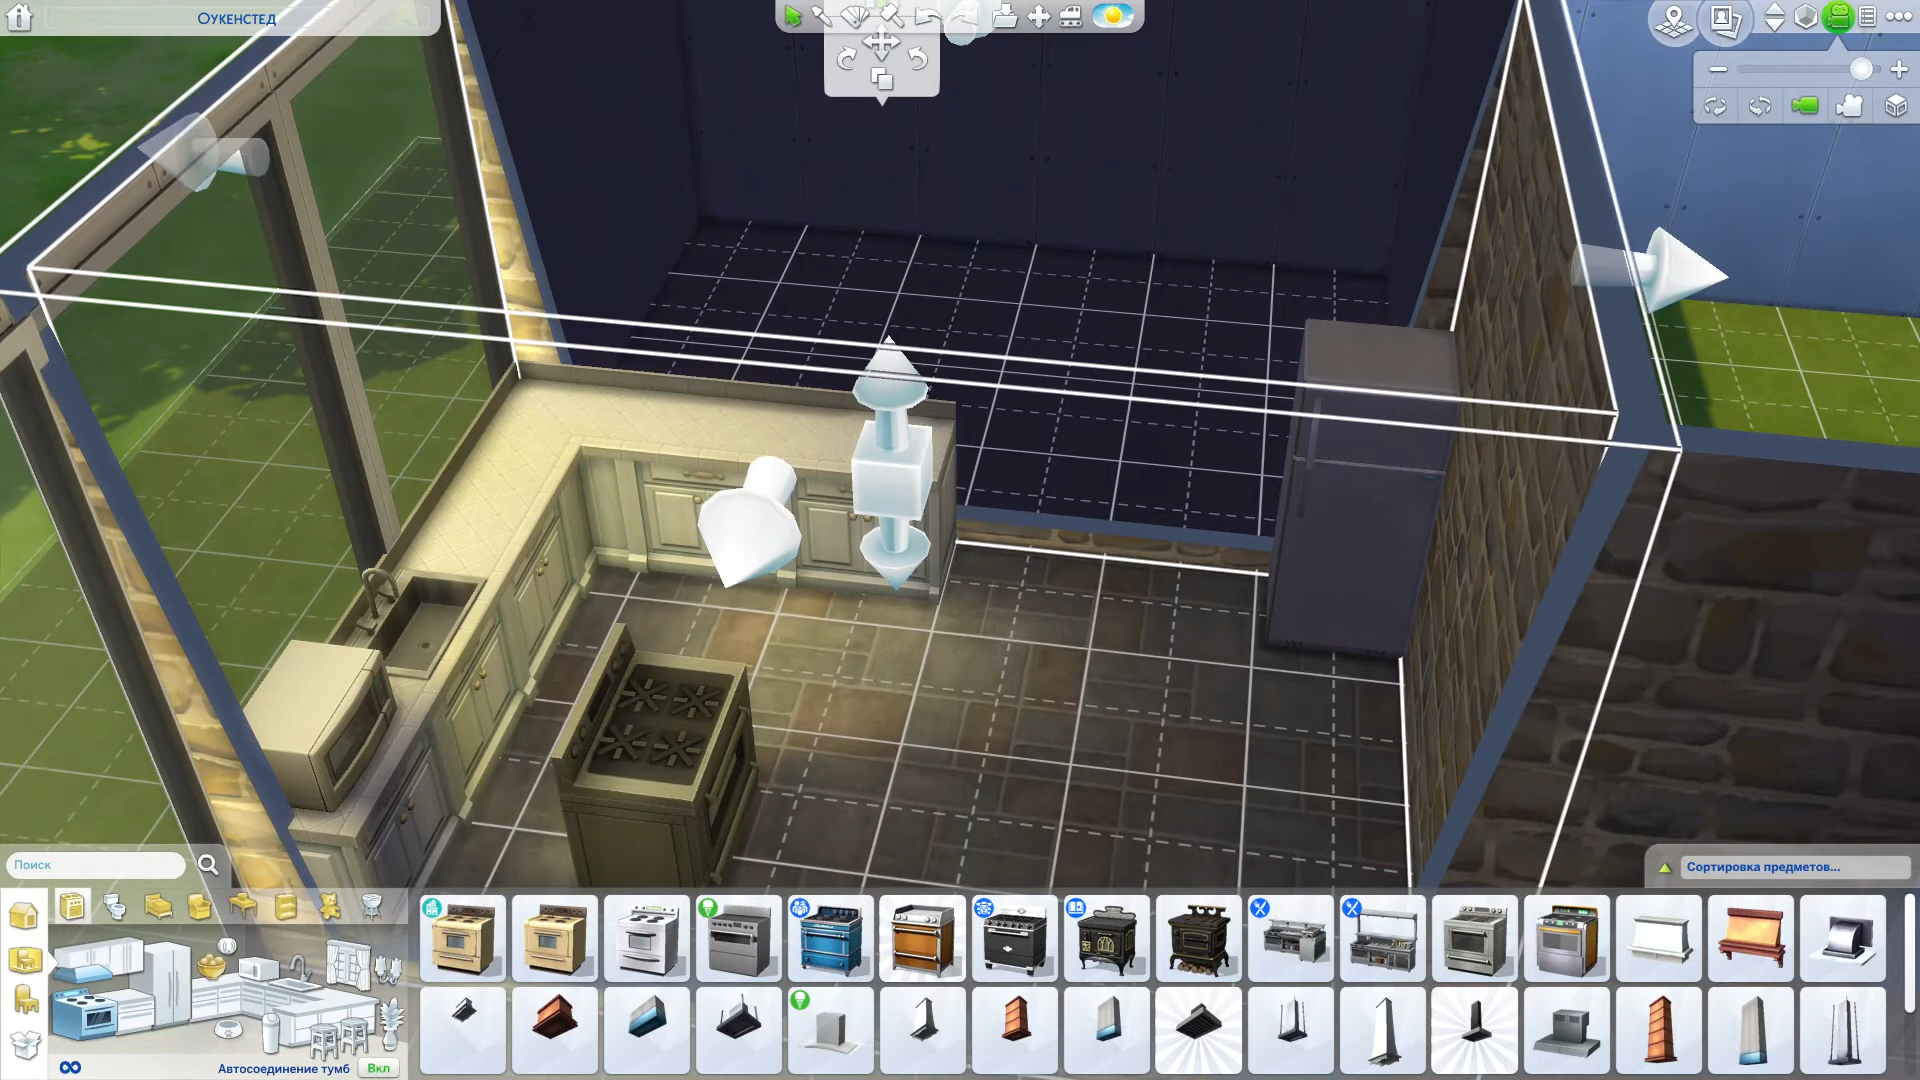 Оукенстед
Поиск
Сортировка предметов...
Автосоединение тумб
Вкл